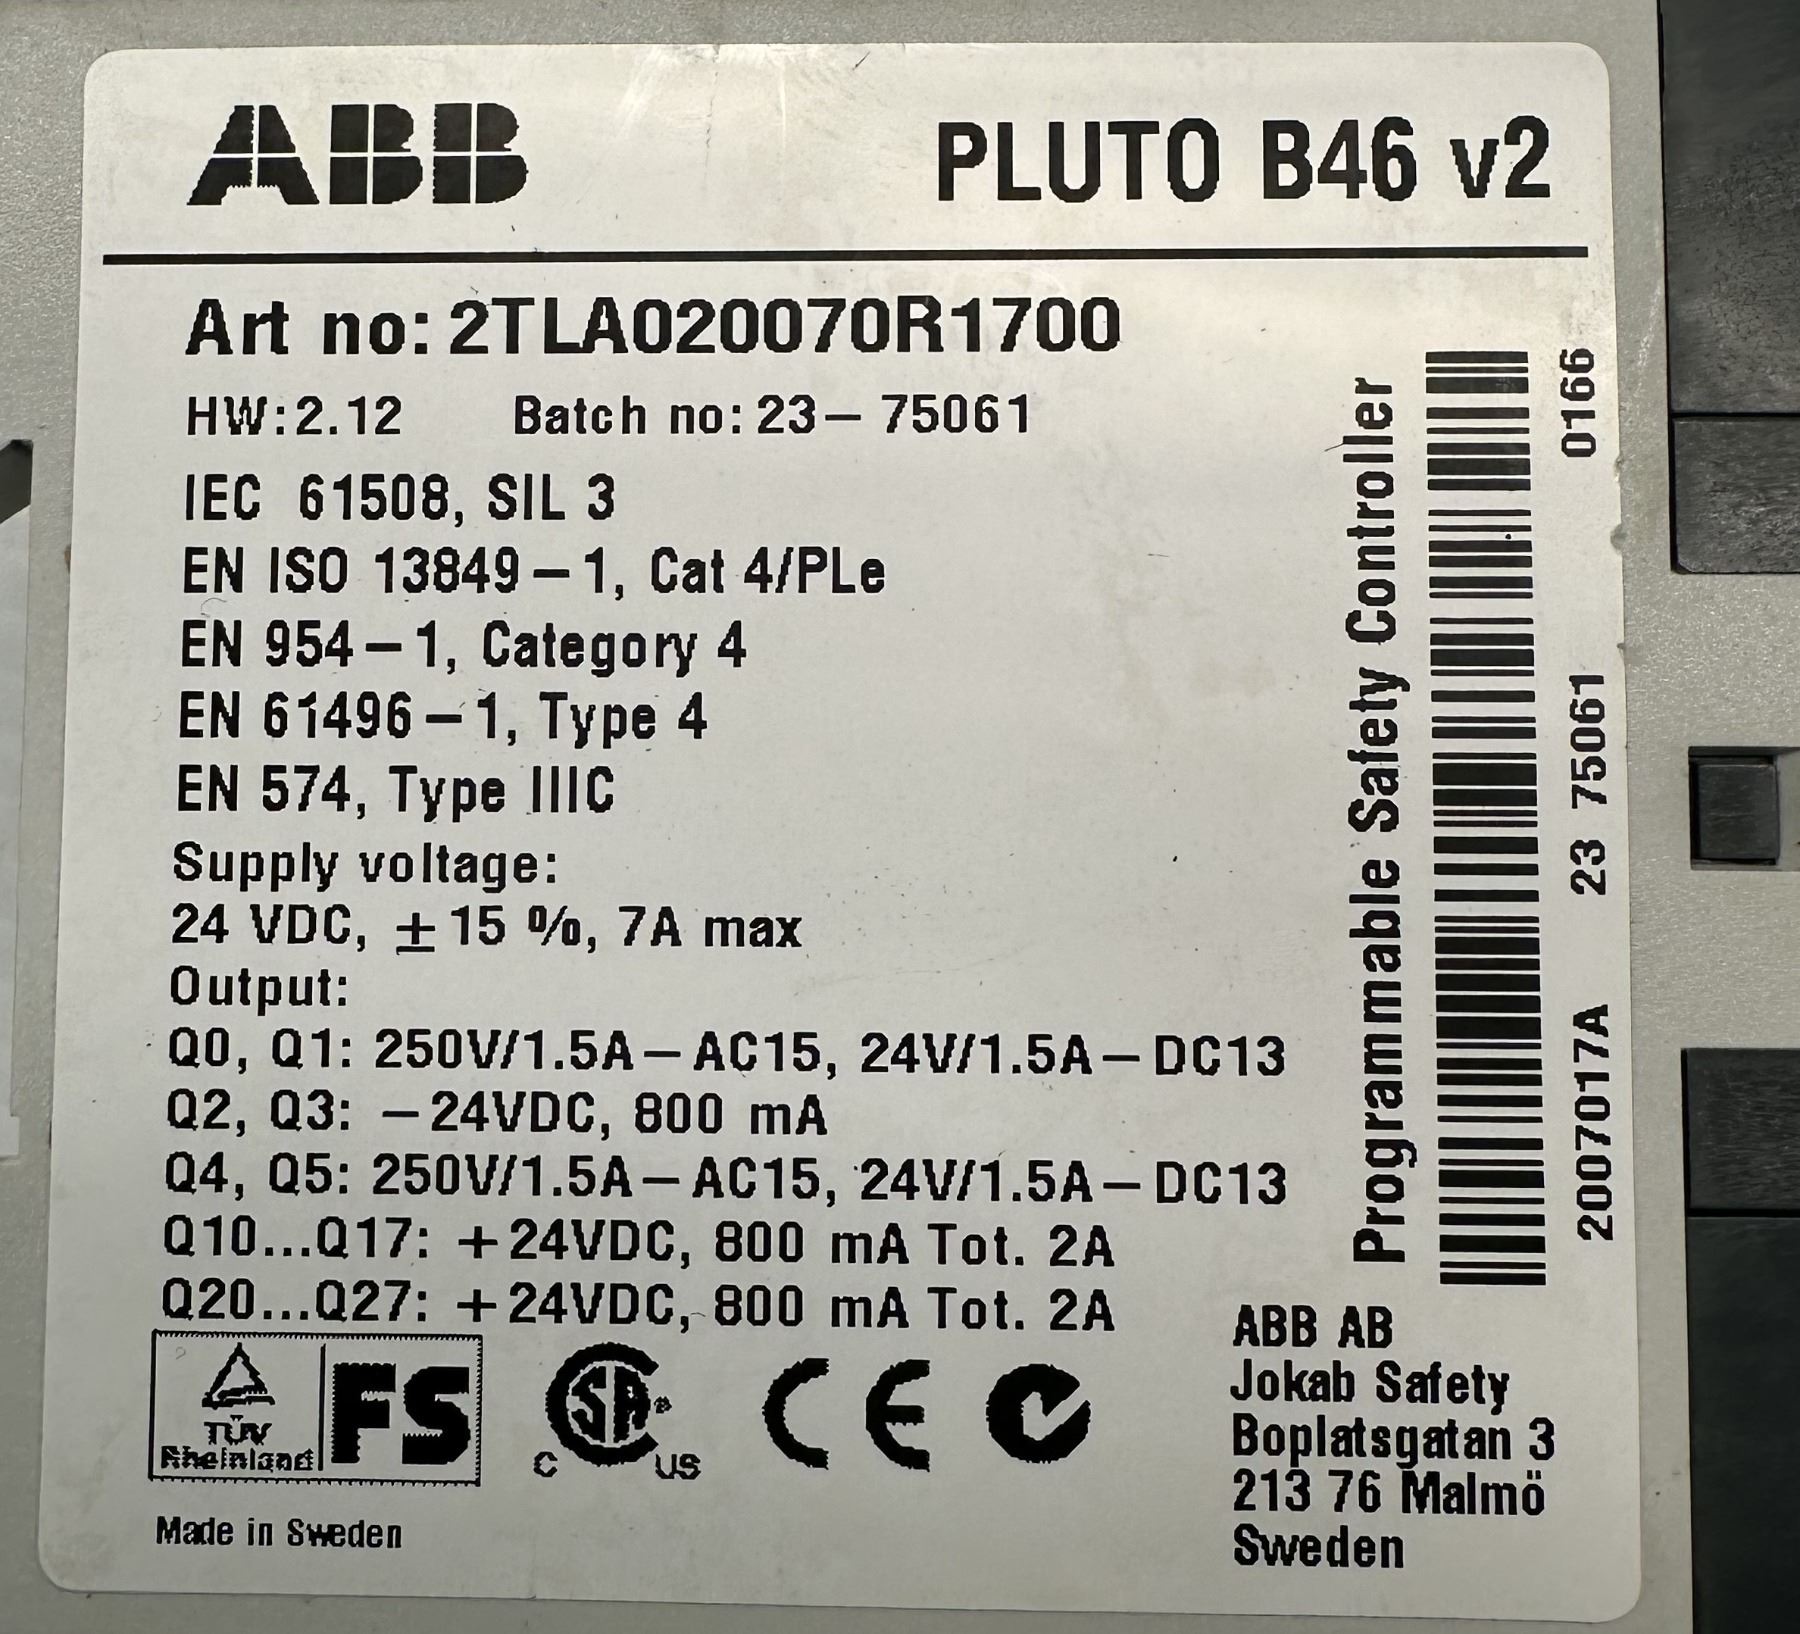 ABB
PLUTO B46 v2
Art no: 2TLA020070R1700
HW:2.12 Batch no: 23– 75061
IEC 61508, SIL 3
EN ISO 13849–1, Cat 4/PLe
EN 954–1, Category 4
EN 61496–1, Type 4
EN 574, Type IIIC
Supply voltage:
24 VDC, ±15 %, 7A max
Output:
Q0, Q1: 250V/1.5A–AC15, 24V/1.5A–DC13
Q2, Q3: –24VDC, 800 mA
Q4, Q5: 250V/1.5A–AC15, 24V/1.5A–DC13
Q10...Q17: +24VDC, 800 mA Tot. 2A
Q20...Q27: +24VDC, 800 mA Tot. 2A
Programmable Safety Controller
2007017A 23 75061 0166
TÜV
Rheinland
FS
C SA® US
C
CE
Made in Sweden
ABB AB
Jokab Safety
Boplatsgatan 3
213 76 Malmö
Sweden